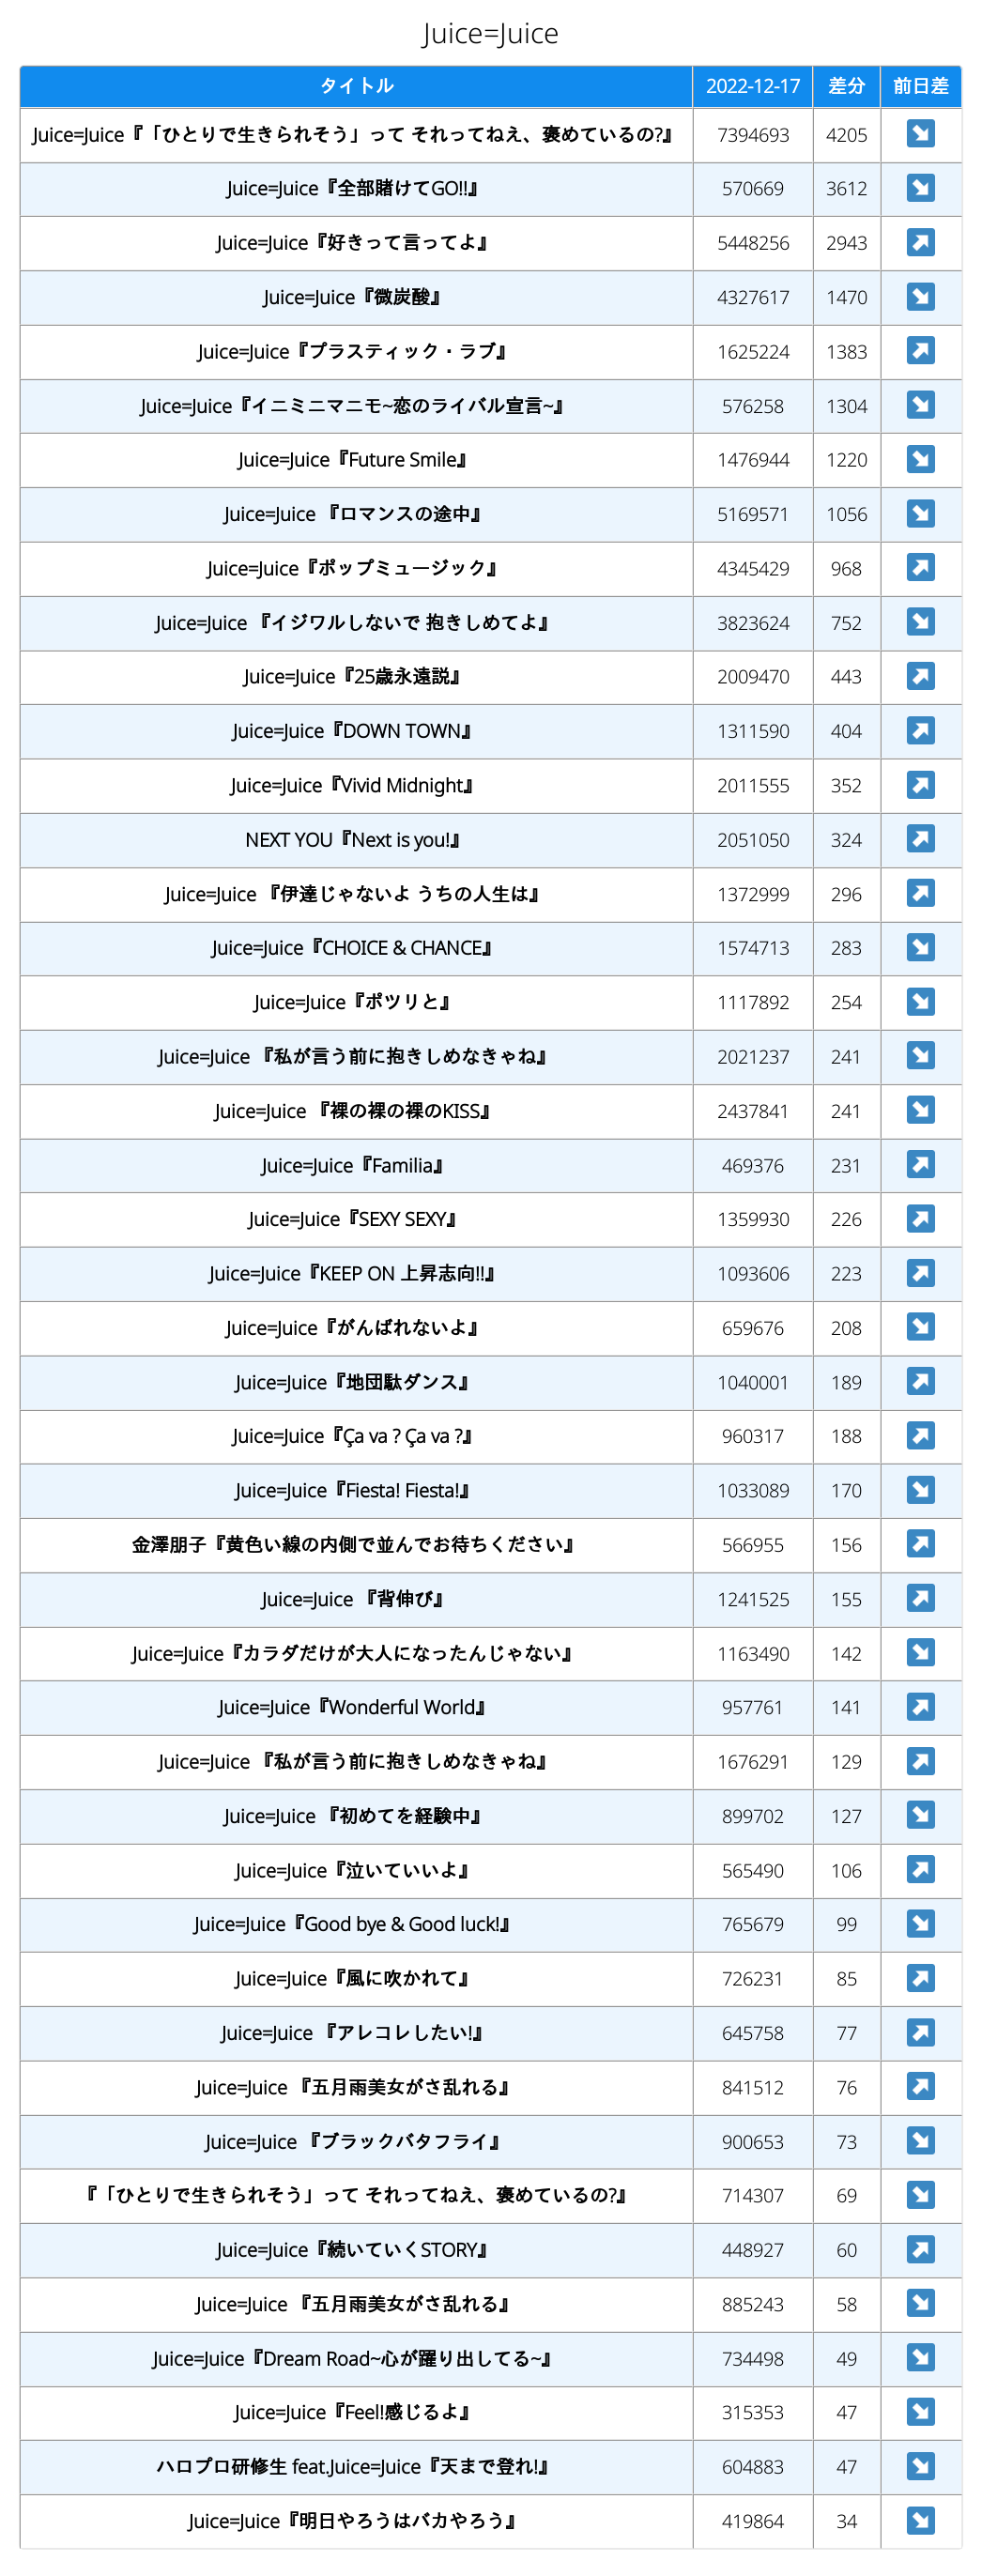 Juice=Juice
タイトル 2022-12-17 差分 前日差
Juice=Juice『「ひとりで生きられそう」って それってねえ、褒めているの?』 7394693 4205 ↘
Juice=Juice『全部賭けてGO!!』 570669 3612 ↘
Juice=Juice『好きって言ってよ』 5448256 2943 ↗
Juice=Juice『微炭酸』 4327617 1470 ↘
Juice=Juice『プラスティック・ラブ』 1625224 1383 ↗
Juice=Juice『イニミニマニモ~恋のライバル宣言~』 576258 1304 ↘
Juice=Juice『Future Smile』 1476944 1220 ↘
Juice=Juice 『ロマンスの途中』 5169571 1056 ↘
Juice=Juice『ポップミュージック』 4345429 968 ↗
Juice=Juice 『イジワルしないで 抱きしめてよ』 3823624 752 ↘
Juice=Juice『25歳永遠説』 2009470 443 ↗
Juice=Juice『DOWN TOWN』 1311590 404 ↗
Juice=Juice『Vivid Midnight』 2011555 352 ↗
NEXT YOU『Next is you!』 2051050 324 ↗
Juice=Juice 『伊達じゃないよ うちの人生は』 1372999 296 ↗
Juice=Juice『CHOICE & CHANCE』 1574713 283 ↘
Juice=Juice『ポツリと』 1117892 254 ↘
Juice=Juice 『私が言う前に抱きしめなきゃね』 2021237 241 ↘
Juice=Juice 『裸の裸の裸のKISS』 2437841 241 ↘
Juice=Juice『Familia』 469376 231 ↗
Juice=Juice『SEXY SEXY』 1359930 226 ↗
Juice=Juice『KEEP ON 上昇志向!!』 1093606 223 ↗
Juice=Juice『がんばれないよ』 659676 208 ↘
Juice=Juice『地団駄ダンス』 1040001 189 ↗
Juice=Juice『Ça va ? Ça va ?』 960317 188 ↗
Juice=Juice『Fiesta! Fiesta!』 1033089 170 ↘
金澤朋子『黄色い線の内側で並んでお待ちください』 566955 156 ↗
Juice=Juice 『背伸び』 1241525 155 ↗
Juice=Juice『カラダだけが大人になったんじゃない』 1163490 142 ↘
Juice=Juice『Wonderful World』 957761 141 ↗
Juice=Juice 『私が言う前に抱きしめなきゃね』 1676291 129 ↗
Juice=Juice 『初めてを経験中』 899702 127 ↘
Juice=Juice『泣いていいよ』 565490 106 ↗
Juice=Juice『Good bye & Good luck!』 765679 99 ↘
Juice=Juice『風に吹かれて』 726231 85 ↗
Juice=Juice 『アレコレしたい!』 645758 77 ↗
Juice=Juice 『五月雨美女がさ乱れる』 841512 76 ↗
Juice=Juice 『ブラックバタフライ』 900653 73 ↘
『「ひとりで生きられそう」って それってねえ、褒めているの?』 714307 69 ↘
Juice=Juice『続いていくSTORY』 448927 60 ↗
Juice=Juice 『五月雨美女がさ乱れる』 885243 58 ↘
Juice=Juice『Dream Road~心が躍り出してる~』 734498 49 ↘
Juice=Juice『Feel!感じるよ』 315353 47 ↘
ハロプロ研修生 feat.Juice=Juice『天まで登れ!』 604883 47 ↘
Juice=Juice『明日やろうはバカやろう』 419864 34 ↘